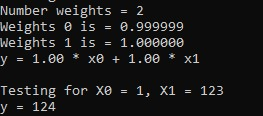 Number weights = 2
Weights 0 is = 0.999999
Weights 1 is = 1.000000
y = 1.00 * x0 + 1.00 * x1
Testing for X0 = 1, X1 = 123
y = 124